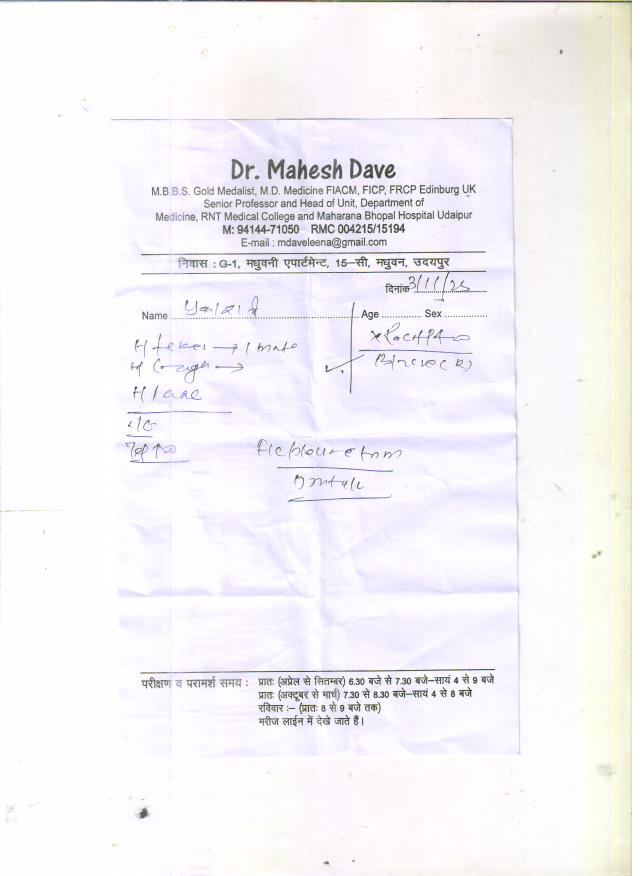 Dr. Mahesh Dave
M.B.B.S. Gold Medalist, M.D. Medicine FIACM, FICP, FRCP Edinburg UK
Senior Professor and Head of Unit, Department of
Medicine, RNT Medical College and Maharana Bhopal Hospital Udaipur
M: 94144-71050 RMC 004215/15194
E-mail : mdaveleena@gmail.com
निवास : G-1, मधुवनी एपार्टमेन्ट, 15–सी, मधुवन, उदयपुर
दिनांक 3/11/25
Name Age Sex
H/ fever → 1 month
H/ Cough →
परीक्षण व परामर्श समय : प्रातः (अप्रेल से सितम्बर) 6.30 बजे से 7.30 बजे–सायं 4 से 9 बजे
प्रातः (अक्टूबर से मार्च) 7.30 से 8.30 बजे–सायं 4 से 8 बजे
रविवार :– (प्रातः 8 से 9 बजे तक)
मरीज लाईन में देखे जाते हैं।